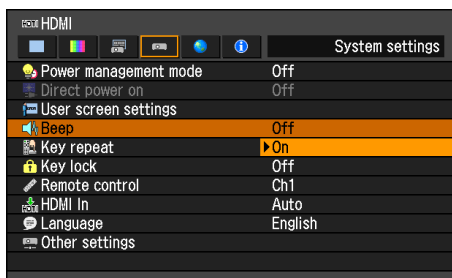 HDMI
System settings
Power management mode Off
Direct power on Off
User screen settings
Beep Off
Key repeat On
Key lock Off
Remote control Ch1
HDMI In Auto
Language English
Other settings